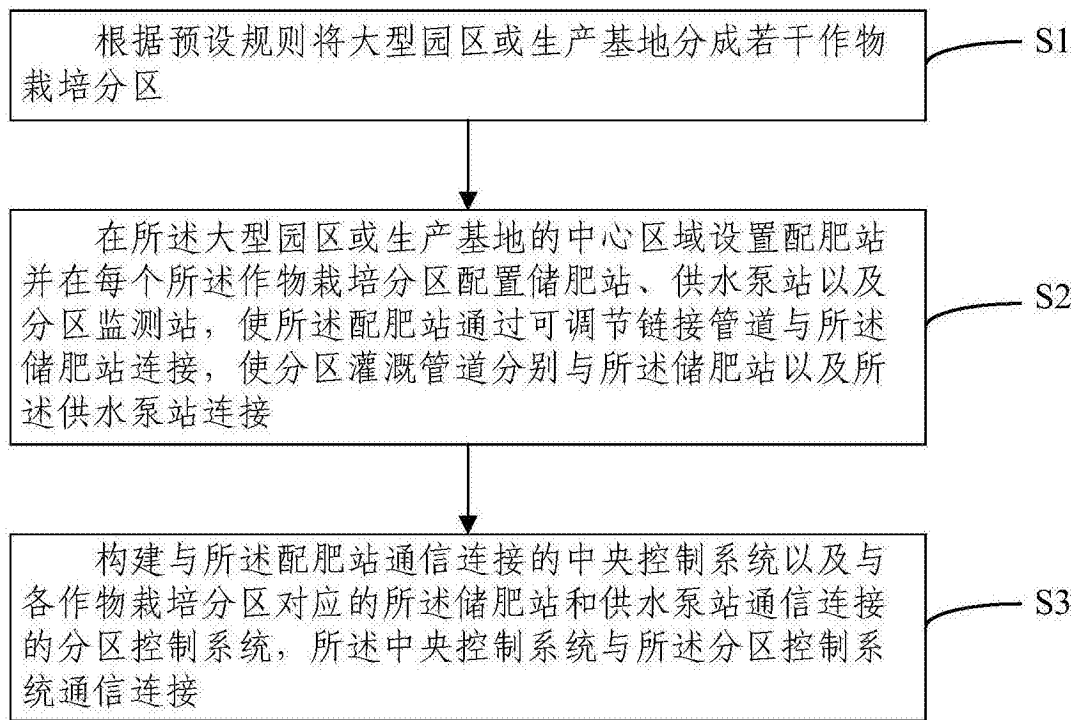 根据预设规则将大型园区或生产基地分成若干作物
栽培分区
S1
在所述大型园区或生产基地的中心区域设置配肥站
并在每个所述作物栽培分区配置储肥站、供水泵站以及
分区监测站，使所述配肥站通过可调节链接管道与所述
储肥站连接，使分区灌溉管道分别与所述储肥站以及所
述供水泵站连接
S2
构建与所述配肥站通信连接的中央控制系统以及与
各作物栽培分区对应的所述储肥站和供水泵站通信连接
的分区控制系统，所述中央控制系统与所述分区控制系
统通信连接
S3